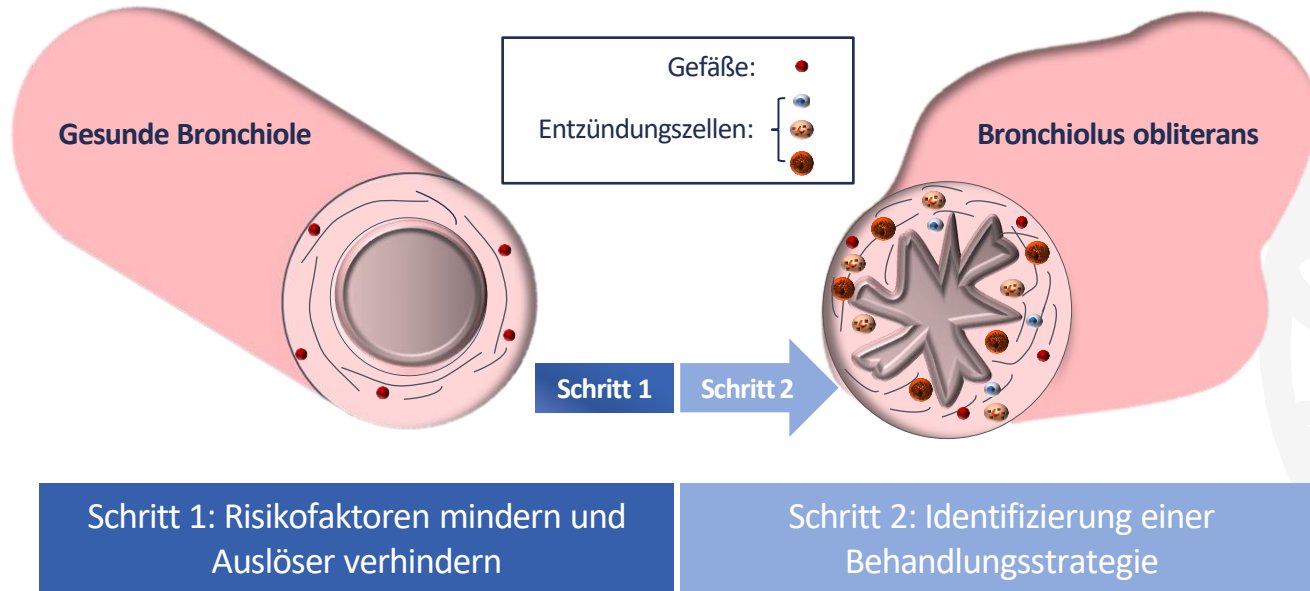 Gefäße:
Entzündungszellen:
Gesunde Bronchiole
Bronchiolus obliterans
Schritt 1
Schritt 2
Schritt 1: Risikofaktoren mindern und
Auslöser verhindern
Schritt 2: Identifizierung einer
Behandlungsstrategie